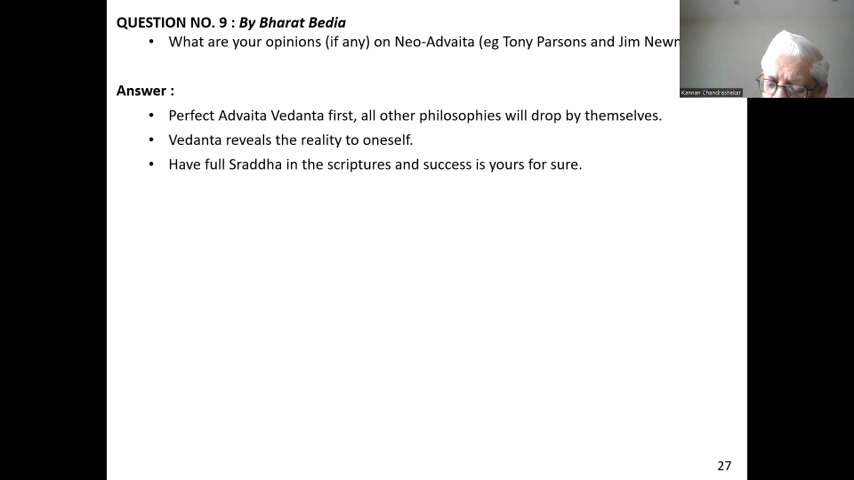 QUESTION NO. 9 : By Bharat Bedia
• What are your opinions (if any) on Neo-Advaita (eg Tony Parsons and Jim
Kannan Chandrashekar
Answer :
• Perfect Advaita Vedanta first, all other philosophies will drop by themselves.
• Vedanta reveals the reality to oneself.
• Have full Sraddha in the scriptures and success is yours for sure.
27